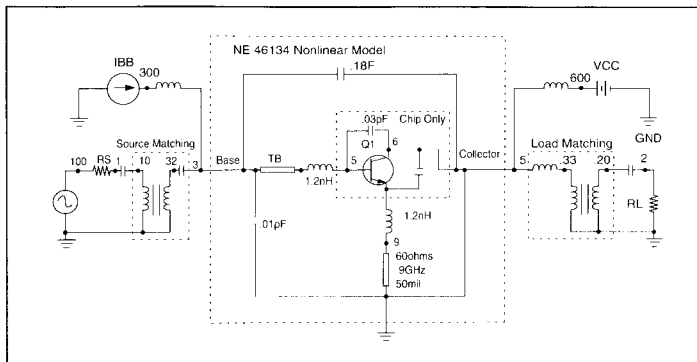 NE 46134 Nonlinear Model
IBB
300
.18F
600
VCC
.03pF
Chip Only
Q1
6
GND
Source Matching
Load Matching
100
RS
1
10
32
3
Base
TB
5
Collector
5
.33
.20
2
1.2nH
.01pF
1.2nH
RL
9
60ohms
9GHz
50mil